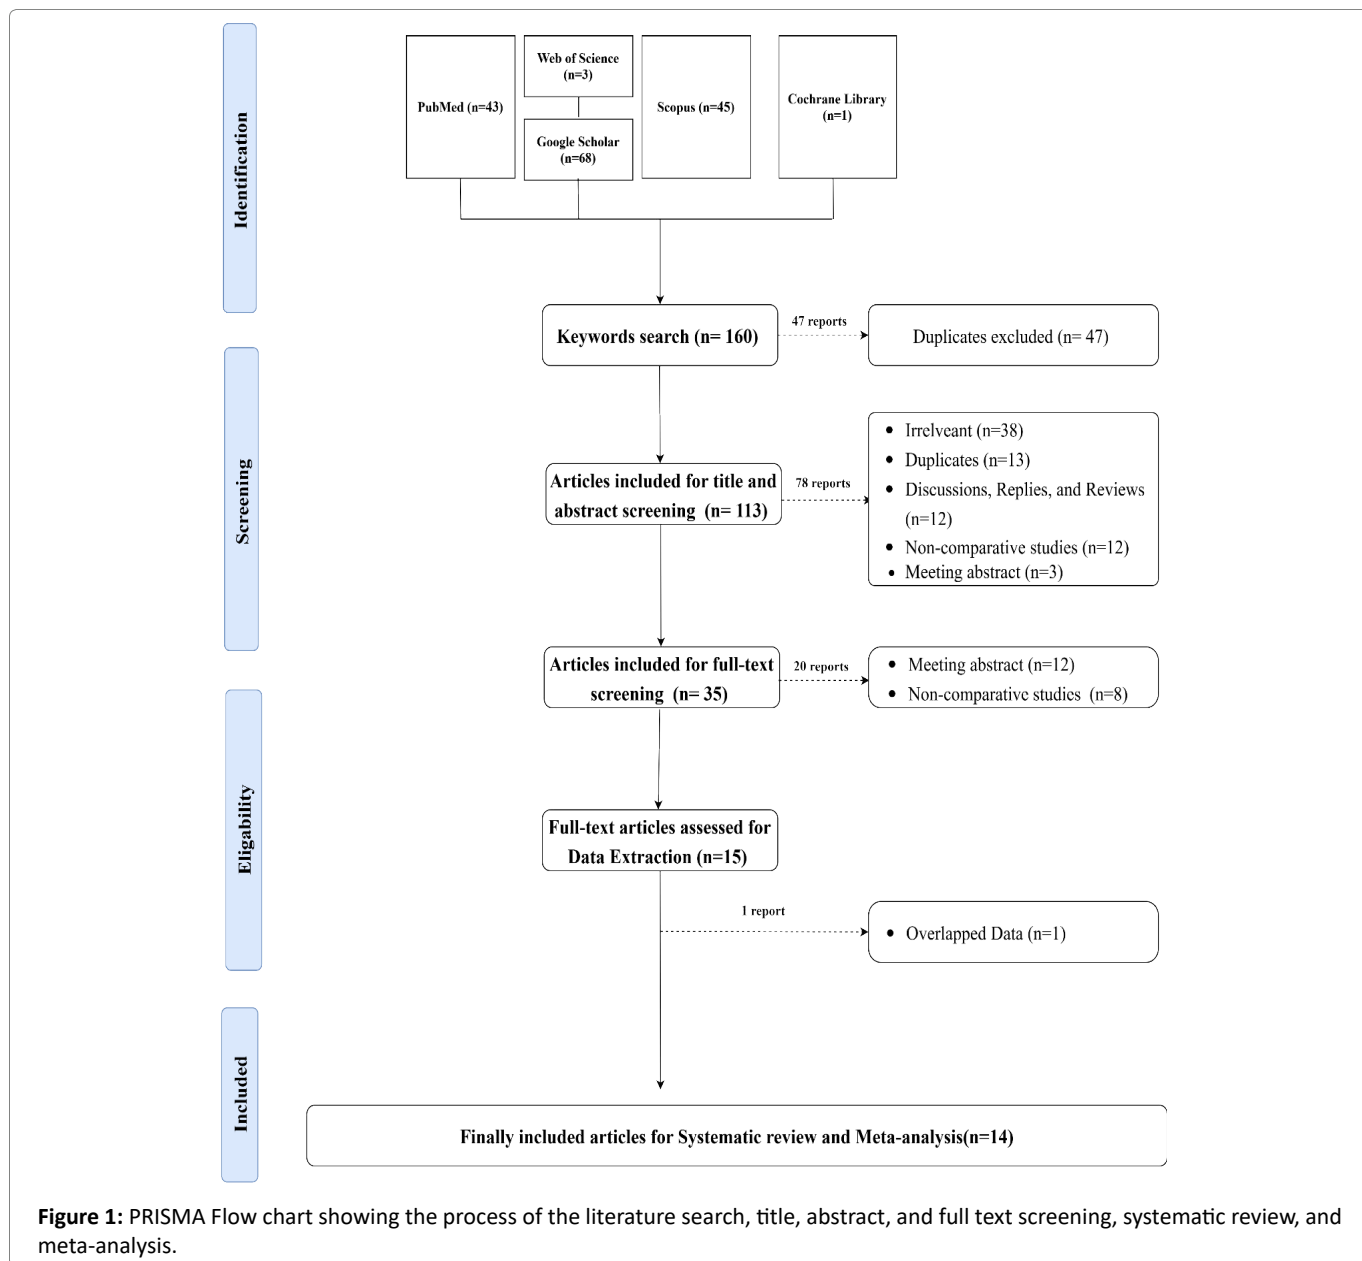 Identification
PubMed (n=43)
Web of Science
(n=3)
Google Scholar
(n=68)
Scopus (n=45)
Cochrane Library
(n=1)
Keywords search (n= 160)
47 reports
Duplicates excluded (n= 47)
Screening
Articles included for title and
abstract screening (n= 113)
78 reports
• Irrelveant (n=38)
• Duplicates (n=13)
• Discussions, Replies, and Reviews
(n=12)
• Non-comparative studies (n=12)
• Meeting abstract (n=3)
Articles included for full-text
screening (n= 35)
20 reports
• Meeting abstract (n=12)
• Non-comparative studies (n=8)
Eligability
Full-text articles assessed for
Data Extraction (n=15)
1 report
• Overlapped Data (n=1)
Included
Finally included articles for Systematic review and Meta-analysis(n=14)
Figure 1: PRISMA Flow chart showing the process of the literature search, title, abstract, and full text screening, systematic review, and
meta-analysis.